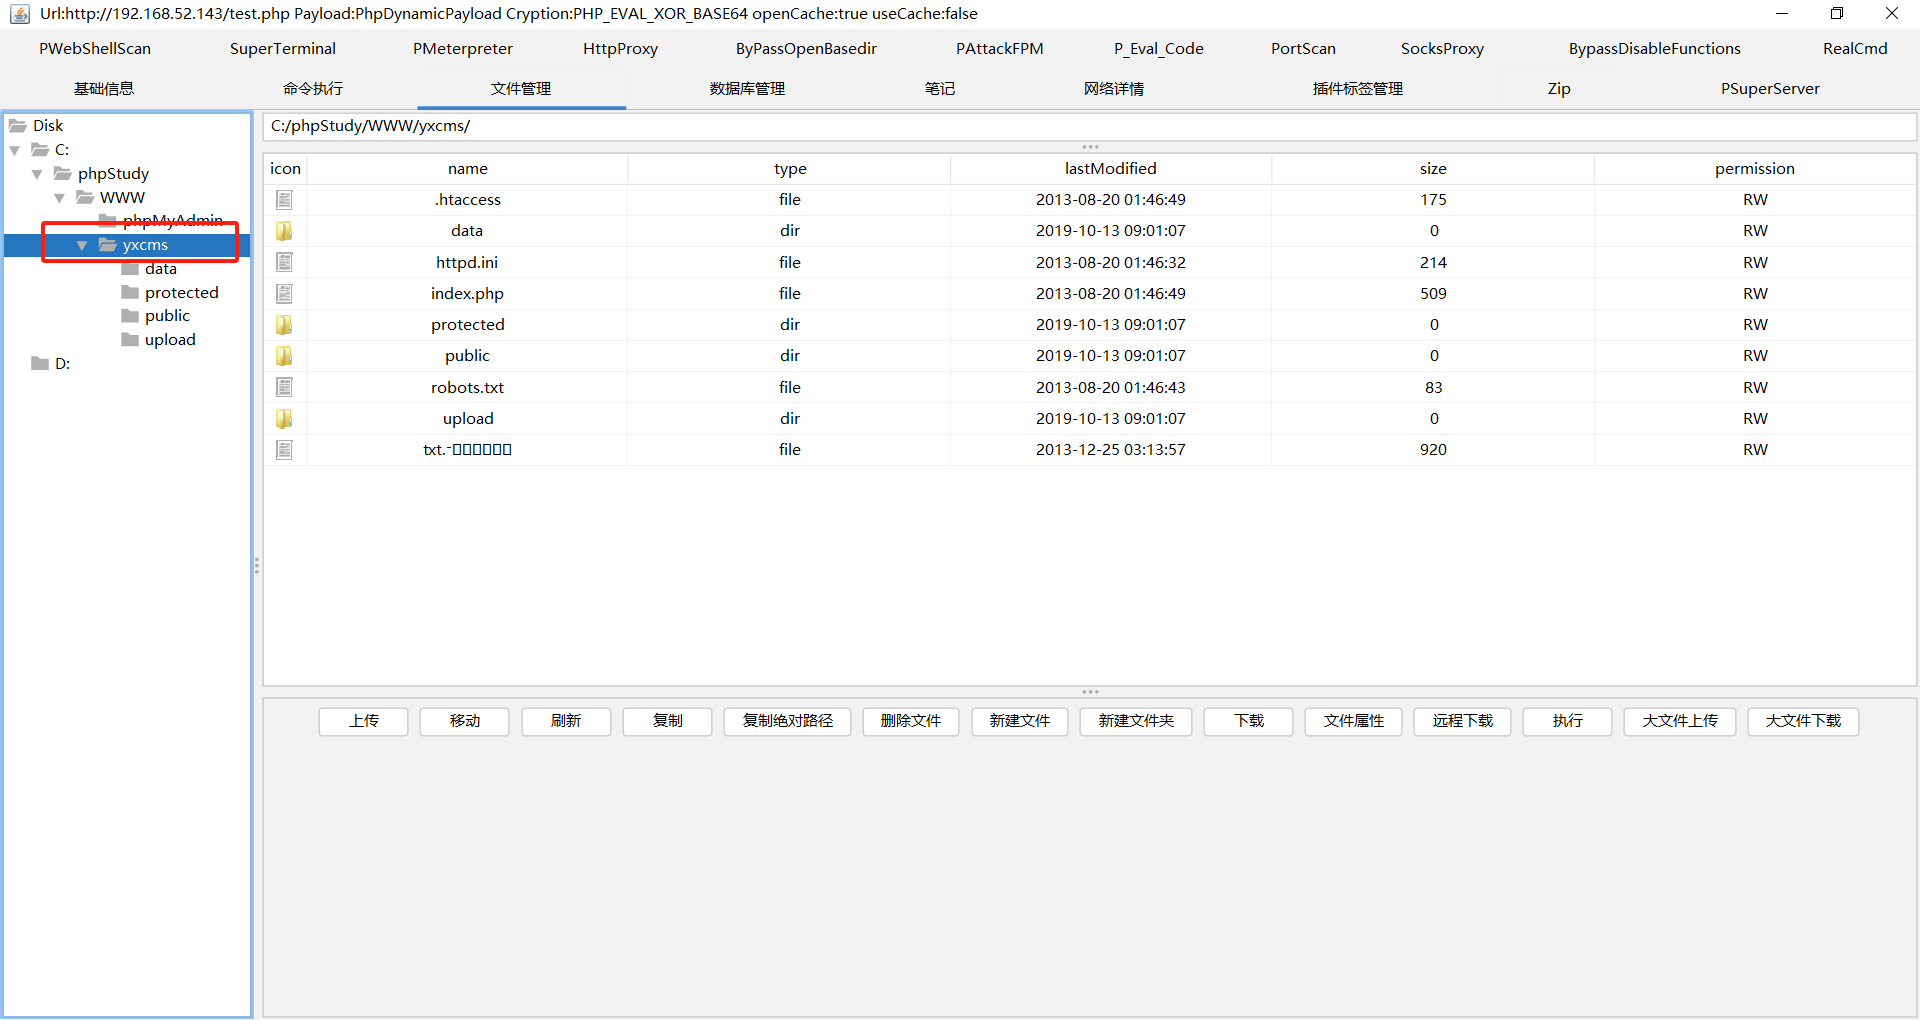 Url:http://192.168.52.143/test.php Payload:PhpDynamicPayload Cryption:PHP_EVAL_XOR_BASE64 openCache:true useCache:false
PWebShellScan SuperTerminal PMeterpreter HttpProxy ByPassOpenBasedir PAttackFPM P_Eval_Code PortScan SocksProxy BypassDisableFunctions RealCmd
基础信息 命令执行 文件管理 数据库管理 笔记 网络详情 插件标签管理 Zip PSuperServer
Disk
C:
phpStudy
WWW
phpMyAdmin
yxcms
data
protected
public
upload
D:
C:/phpStudy/WWW/yxcms/
icon name type lastModified size permission
.htaccess file 2013-08-20 01:46:49 175 RW
data dir 2019-10-13 09:01:07 0 RW
httpd.ini file 2013-08-20 01:46:32 214 RW
index.php file 2013-08-20 01:46:49 509 RW
protected dir 2019-10-13 09:01:07 0 RW
public dir 2019-10-13 09:01:07 0 RW
robots.txt file 2013-08-20 01:46:43 83 RW
upload dir 2019-10-13 09:01:07 0 RW
txt. file 2013-12-25 03:13:57 920 RW
上传 移动 刷新 复制 复制绝对路径 删除文件 新建文件 新建文件夹 下载 文件属性 远程下载 执行 大文件上传 大文件下载